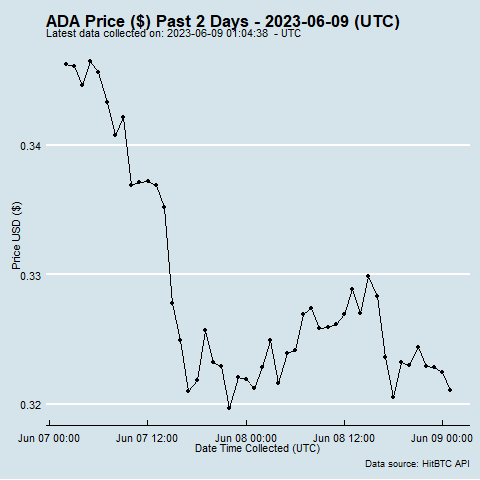 ADA Price ($) Past 2 Days - 2023-06-09 (UTC)
Latest data collected on: 2023-06-09 01:04:38 - UTC
Price USD ($)
0.34
0.33
0.32
Jun 07 00:00 Jun 07 12:00 Jun 08 00:00 Jun 08 12:00 Jun 09 00:00
Date Time Collected (UTC)
Data source: HitBTC API